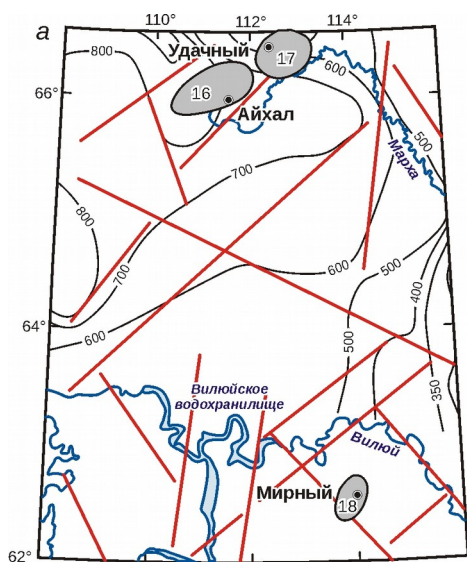 а
110°
112°
114°
800
Удачный
17
600
66°
16
Айхал
500
Марха
700
800
700
600
500
400
64°
600
500
350
Вилюйское
водохранилище
Вилюй
Мирный
18
62°